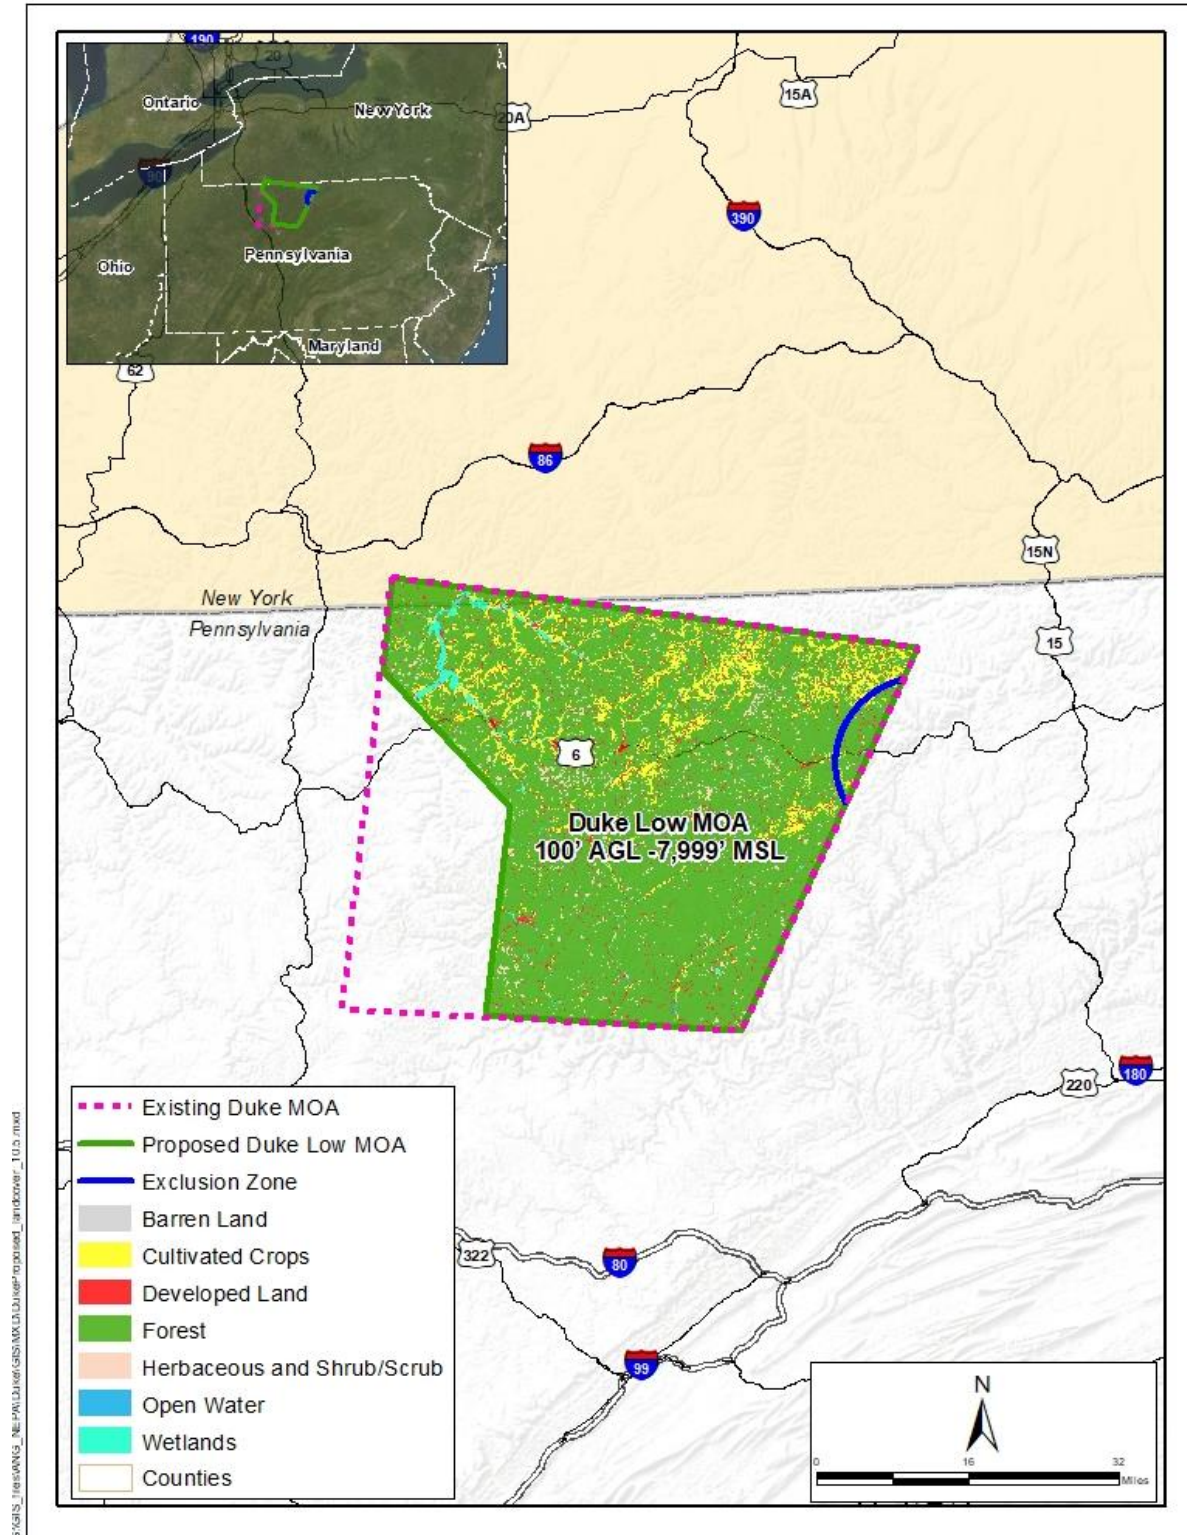 190
20
Ontario
New York
90
Pennsylvania
Ohio
Maryland
20A
15A
390
62
86
15N
New York
Pennsylvania
15
6
Duke Low MOA
100' AGL -7,999' MSL
180
220
Existing Duke MOA
Proposed Duke Low MOA
Exclusion Zone
Barren Land
Cultivated Crops
Developed Land
Forest
Herbaceous and Shrub/Scrub
Open Water
Wetlands
Counties
322
80
99
N
0 16 32
Miles